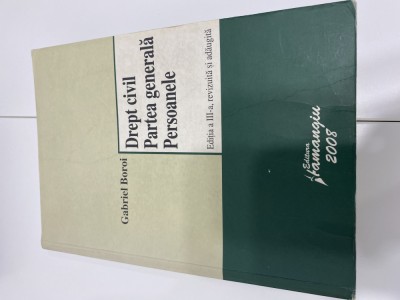 Gabriel Boroi
Drept civil
Partea generală
Persoanele
Ediția a III-a, revizuită și adăugită
Editura
Hamangiu
2008